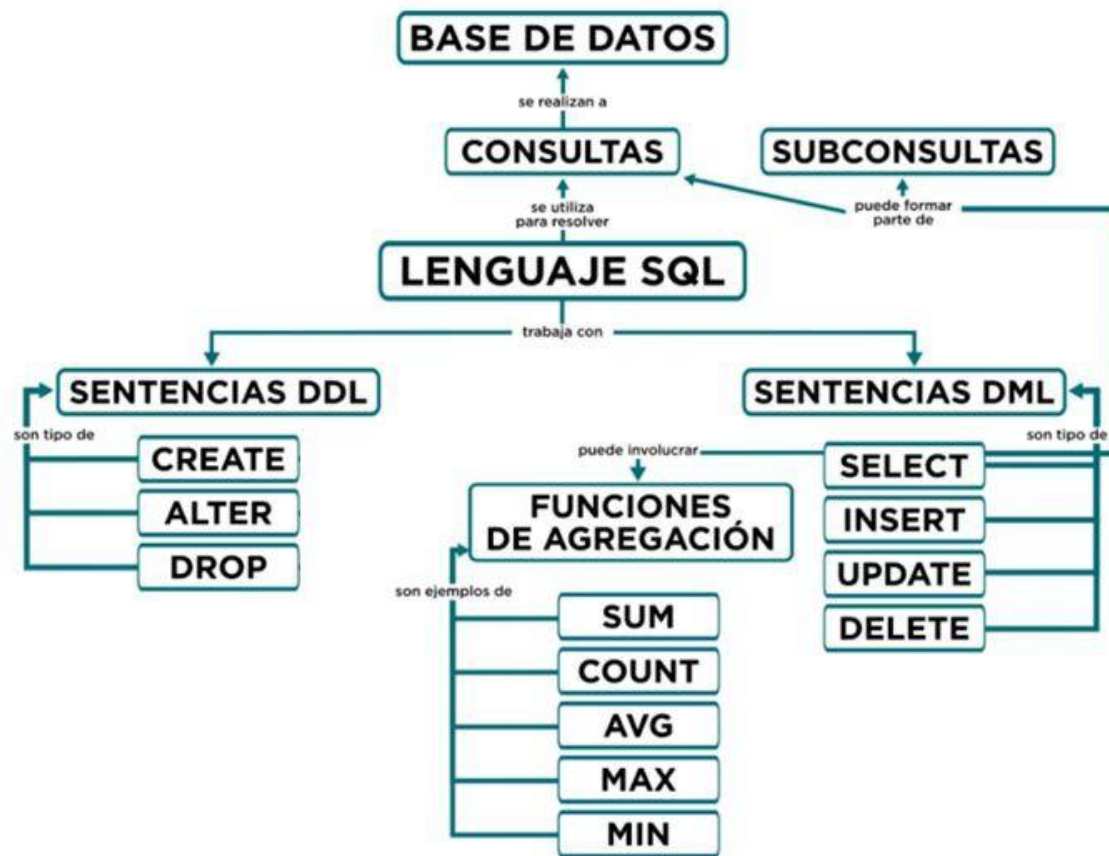 BASE DE DATOS
se realizan a
CONSULTAS
SUBCONSULTAS
se utiliza
para resolver
puede formar
parte de
LENGUAJE SQL
trabaja con
SENTENCIAS DDL
SENTENCIAS DML
son tipo de
CREATE
ALTER
DROP
son tipo de
SELECT
INSERT
UPDATE
DELETE
puede involucrar
FUNCIONES
DE AGREGACIÓN
son ejemplos de
SUM
COUNT
AVG
MAX
MIN